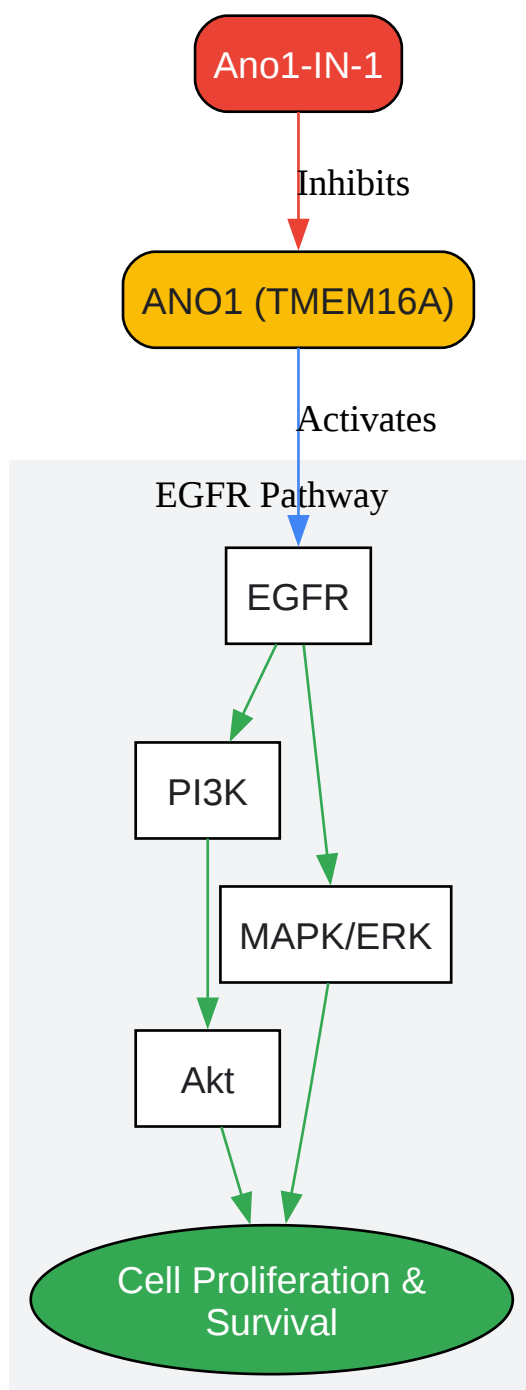 Ano1-IN-1
Inhibits
ANO1 (TMEM16A)
Activates
EGFR Pathway
EGFR
PI3K
MAPK/ERK
Akt
Cell Proliferation &
Survival